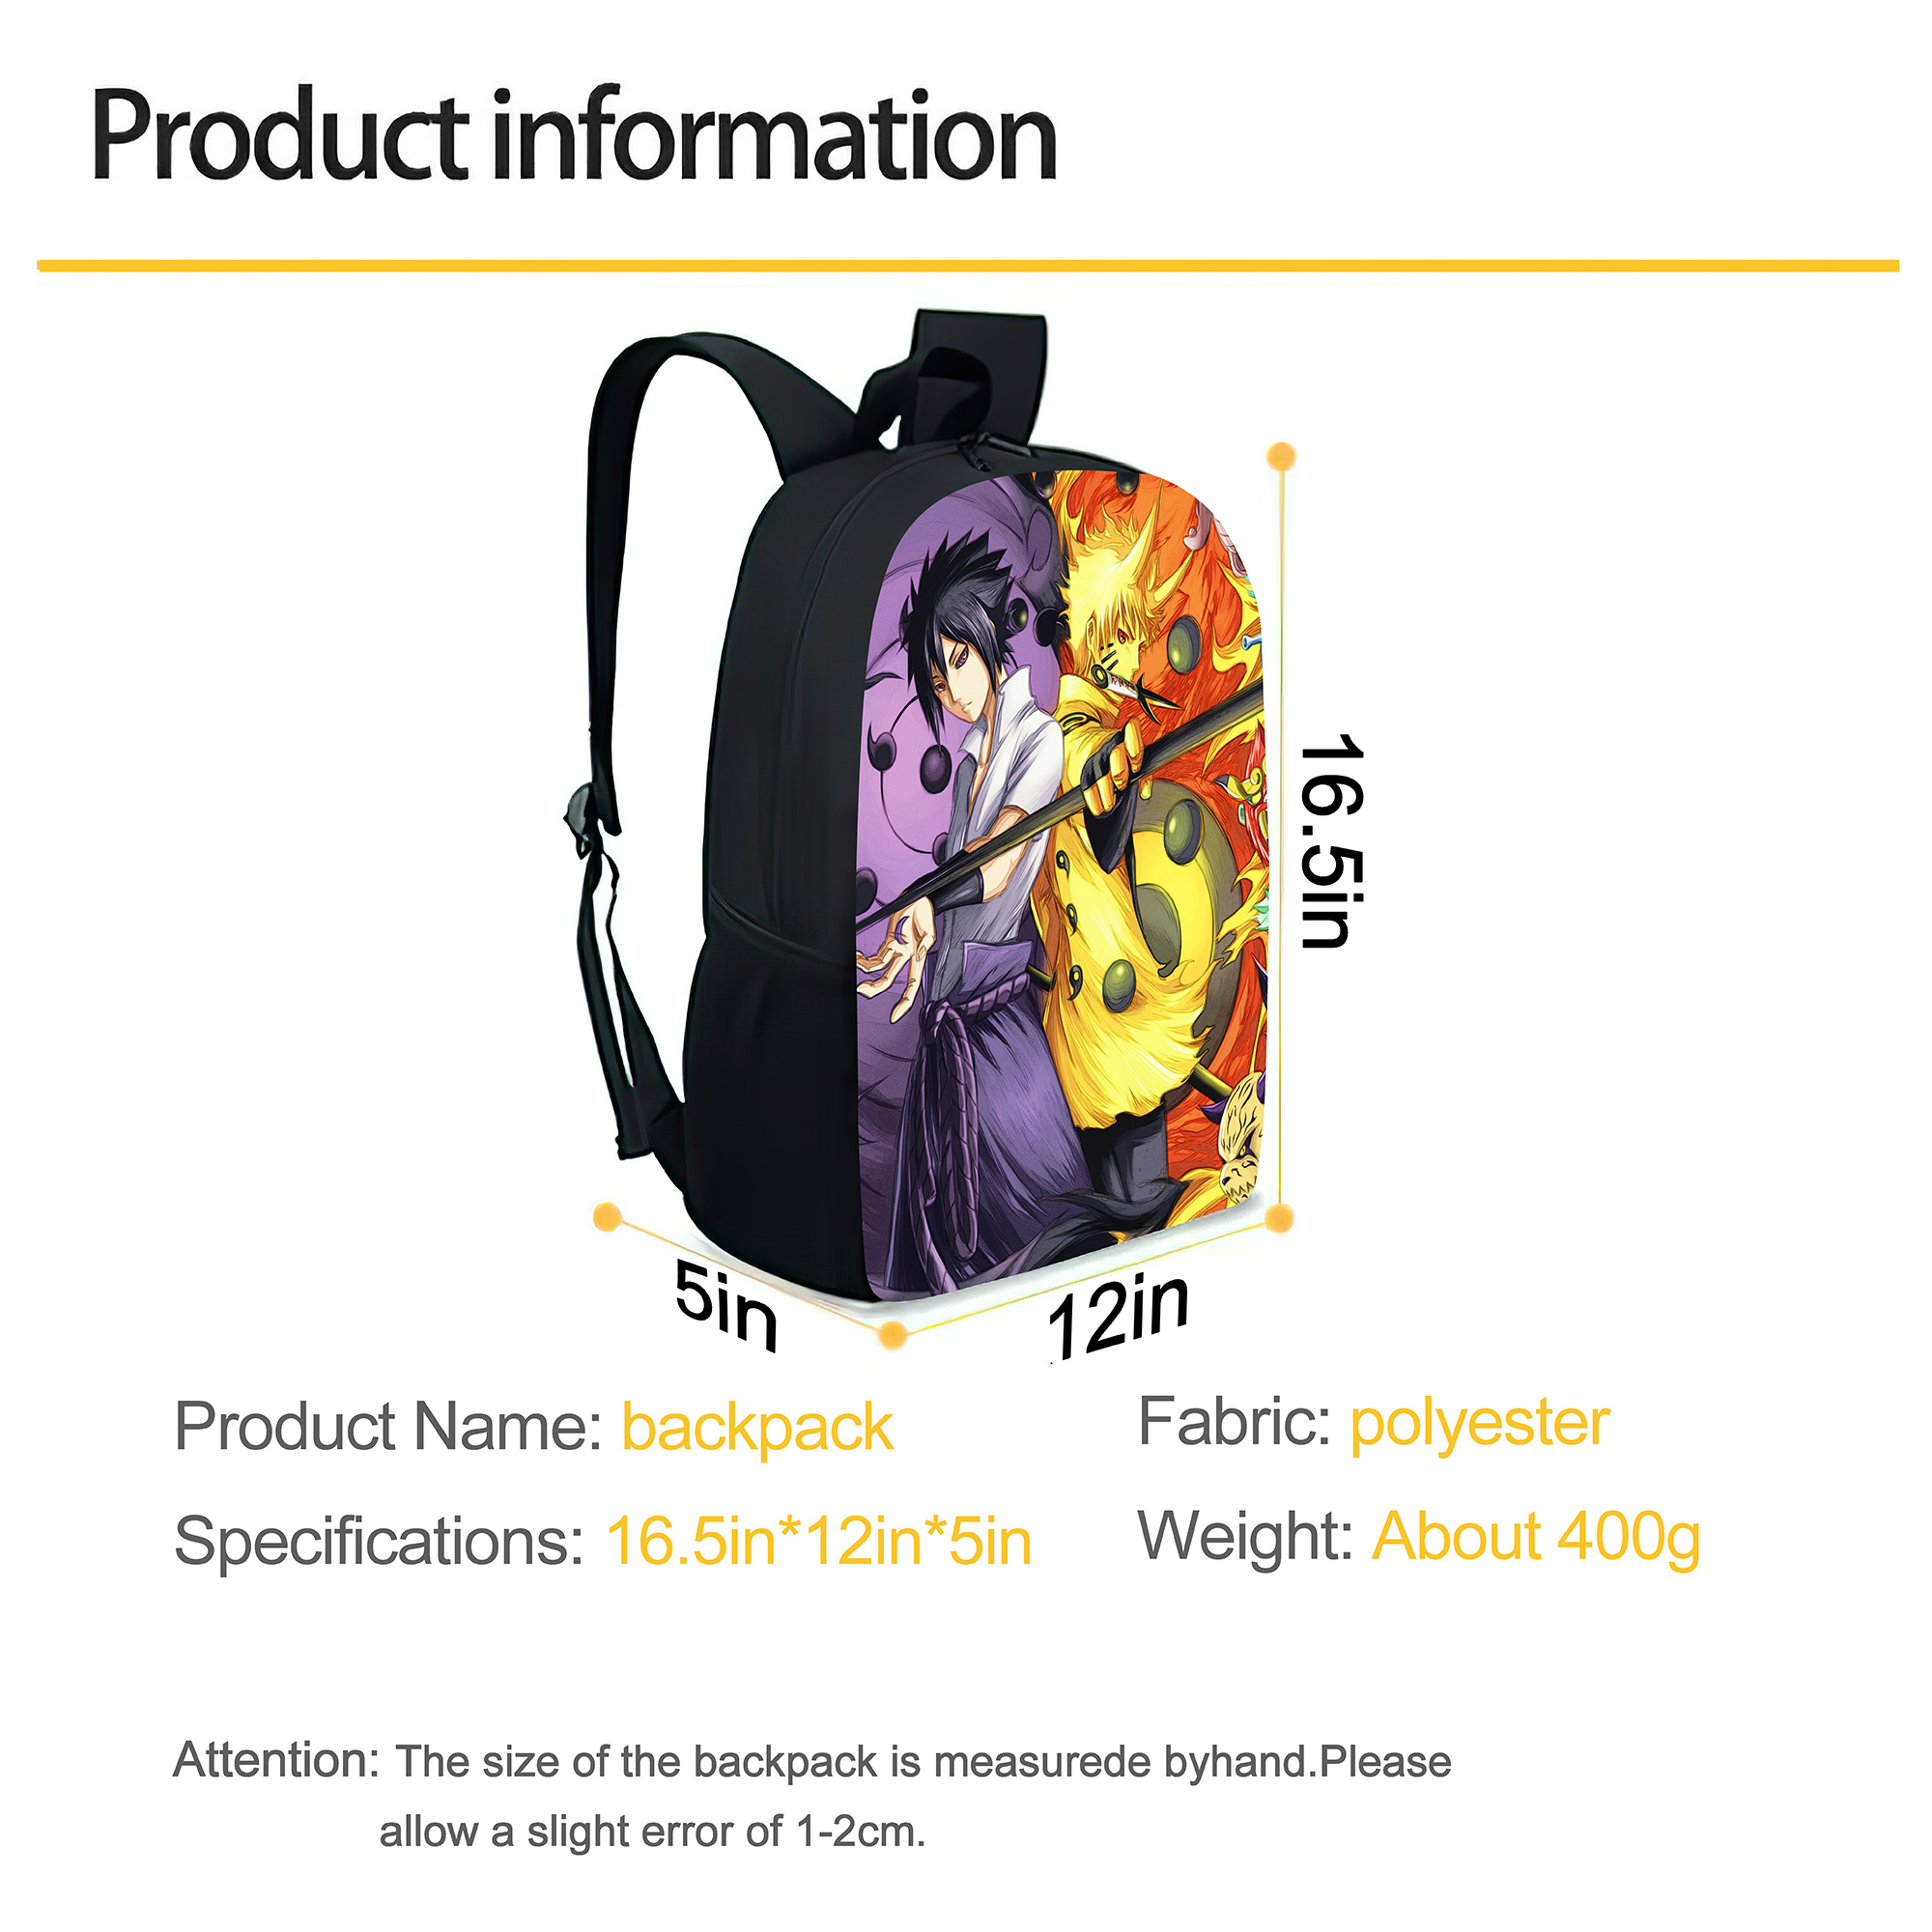 Product information
16.5in
5in
12in
Product Name: backpack
Fabric: polyester
Specifications: 16.5in*12in*5in
Weight: About 400g
Attention: The size of the backpack is measurede byhand.Please
allow a slight error of 1-2cm.